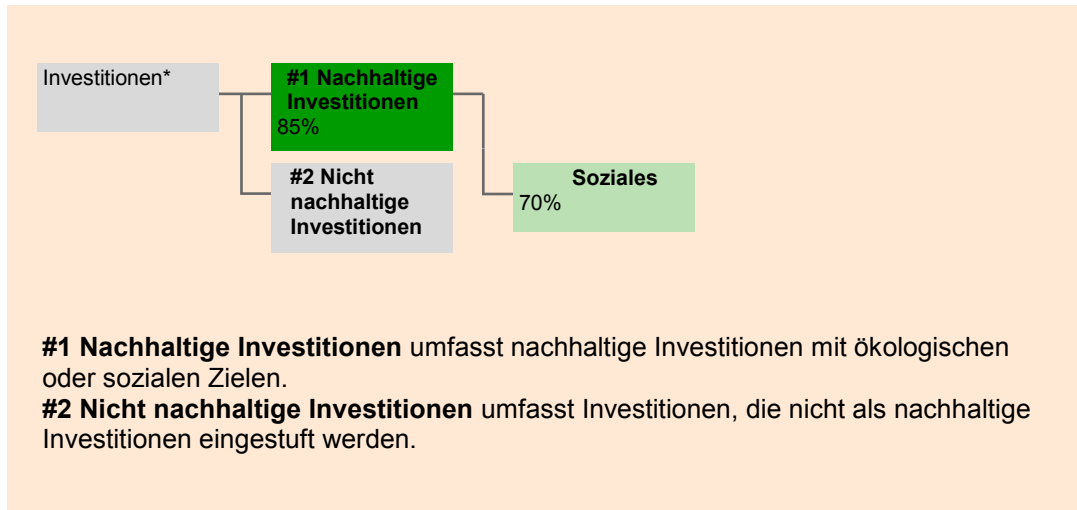 Investitionen*
#1 Nachhaltige
Investitionen
85%
#2 Nicht
nachhaltige
Investitionen
Soziales
70%
#1 Nachhaltige Investitionen umfasst nachhaltige Investitionen mit ökologischen
oder sozialen Zielen.
#2 Nicht nachhaltige Investitionen umfasst Investitionen, die nicht als nachhaltige
Investitionen eingestuft werden.